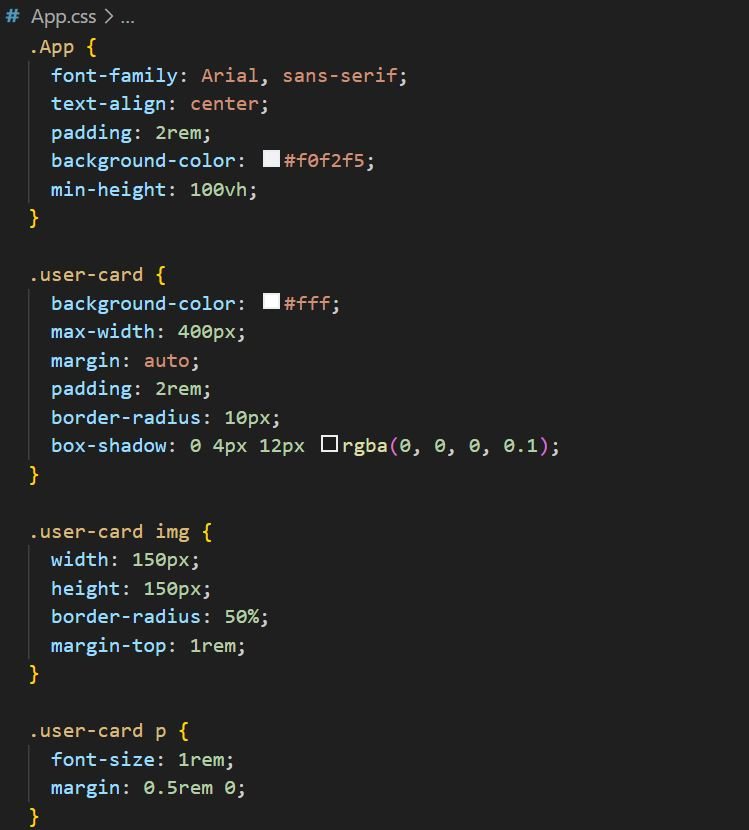 # App.css > ...
.App {
  font-family: Arial, sans-serif;
  text-align: center;
  padding: 2rem;
  background-color: #f0f2f5;
  min-height: 100vh;
}

.user-card {
  background-color: #fff;
  max-width: 400px;
  margin: auto;
  padding: 2rem;
  border-radius: 10px;
  box-shadow: 0 4px 12px rgba(0, 0, 0, 0.1);
}

.user-card img {
  width: 150px;
  height: 150px;
  border-radius: 50%;
  margin-top: 1rem;
}

.user-card p {
  font-size: 1rem;
  margin: 0.5rem 0;
}